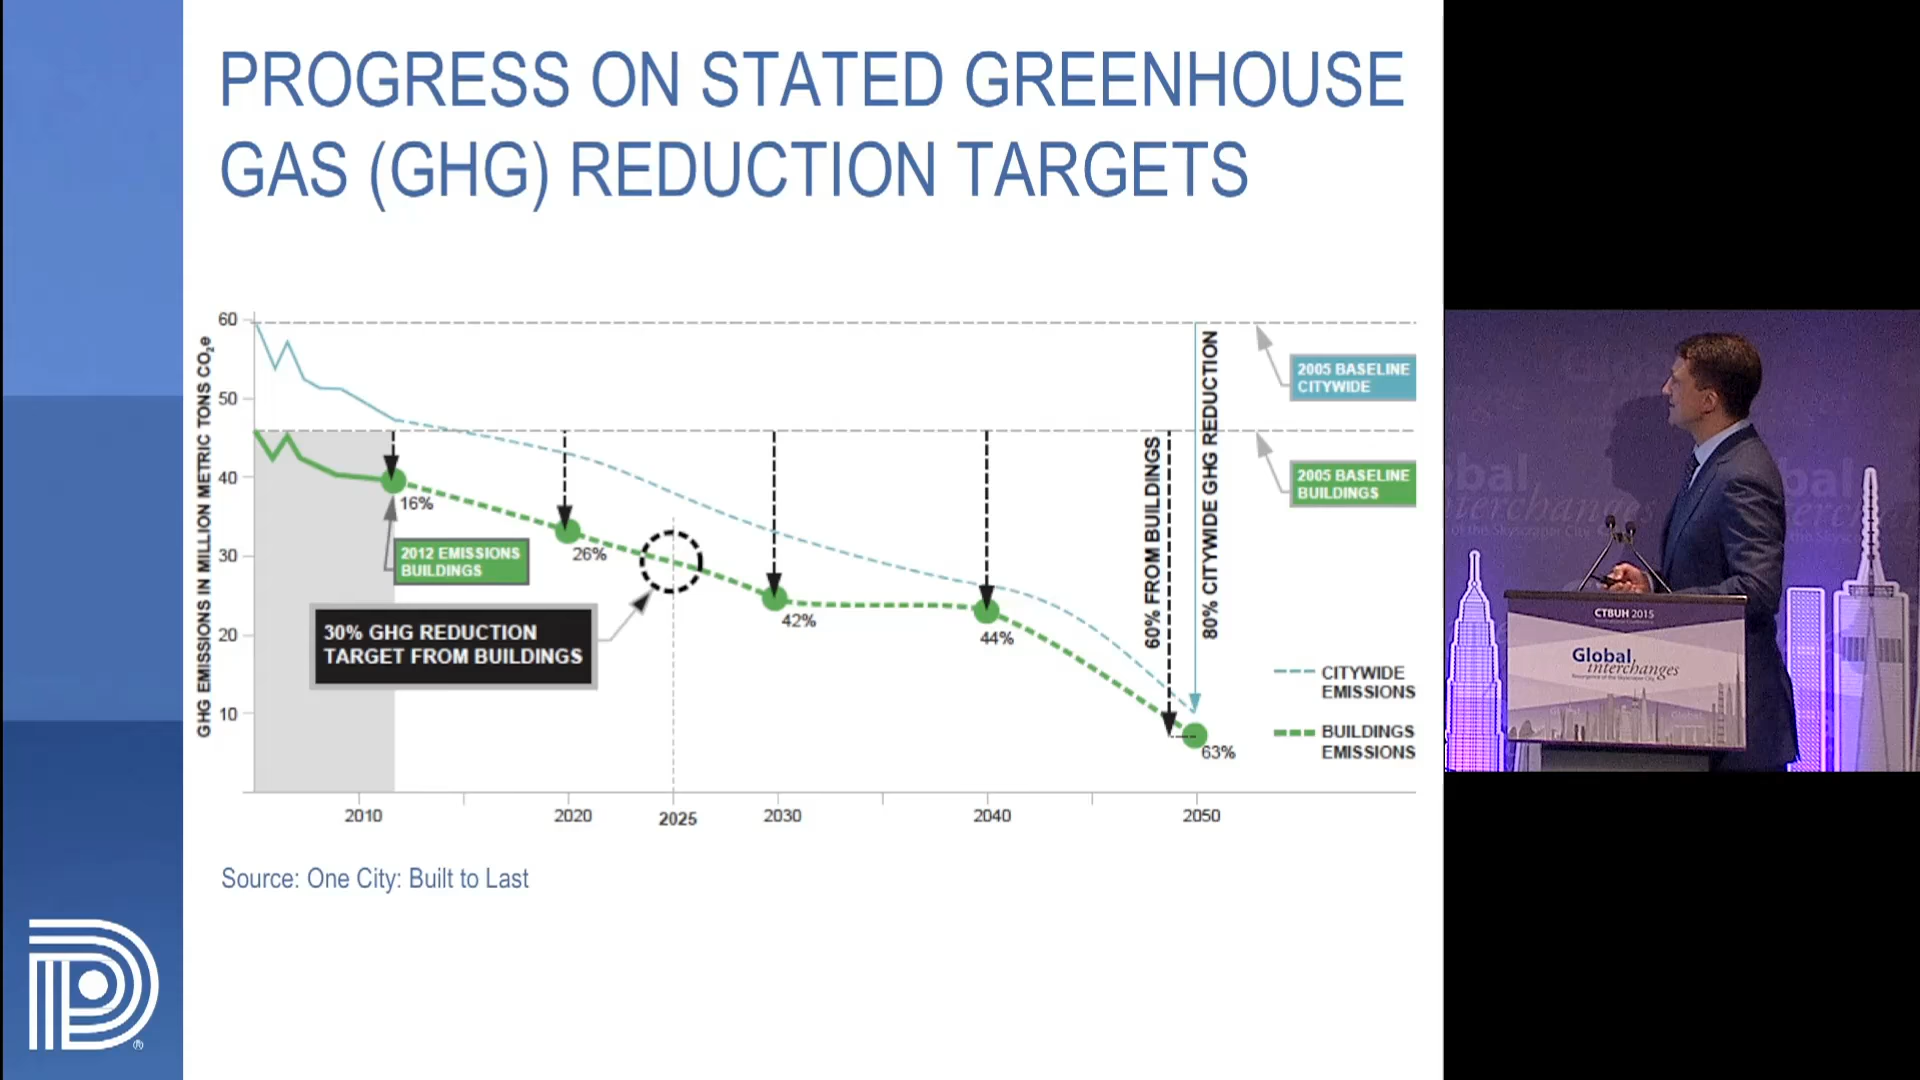 PROGRESS ON STATED GREENHOUSE
GAS (GHG) REDUCTION TARGETS
GHG EMISSIONS IN MILLION METRIC TONS CO₂e
60
50
40
30
20
10
16%
26%
42%
44%
63%
2012 EMISSIONS
BUILDINGS
30% GHG REDUCTION
TARGET FROM BUILDINGS
60% FROM BUILDINGS
80% CITYWIDE GHG REDUCTION
2005 BASELINE
CITYWIDE
2005 BASELINE
BUILDINGS
CITYWIDE
EMISSIONS
BUILDINGS
EMISSIONS
2010
2020
2025
2030
2040
2050
Source: One City: Built to Last
®
CTBUH 2015
Global
interchanges